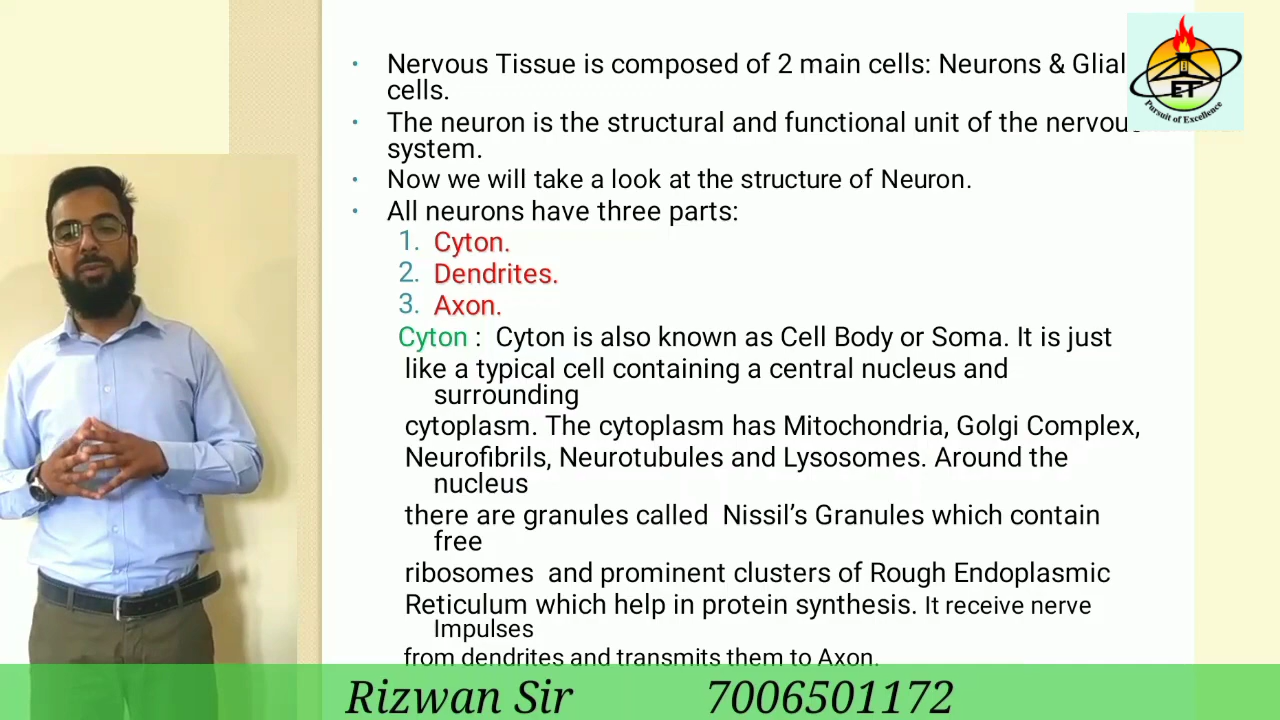 Nervous Tissue is composed of 2 main cells: Neurons & Glial
cells.
The neuron is the structural and functional unit of the nervous
system.
Now we will take a look at the structure of Neuron.
All neurons have three parts:
1. Cyton.
2. Dendrites.
3. Axon.
Cyton : Cyton is also known as Cell Body or Soma. It is just
like a typical cell containing a central nucleus and
surrounding
cytoplasm. The cytoplasm has Mitochondria, Golgi Complex,
Neurofibrils, Neurotubules and Lysosomes. Around the
nucleus
there are granules called Nissil’s Granules which contain
free
ribosomes and prominent clusters of Rough Endoplasmic
Reticulum which help in protein synthesis. It receive nerve
Impulses
from dendrites and transmits them to Axon.
ET
Pursuit of Excellence
Rizwan Sir 7006501172